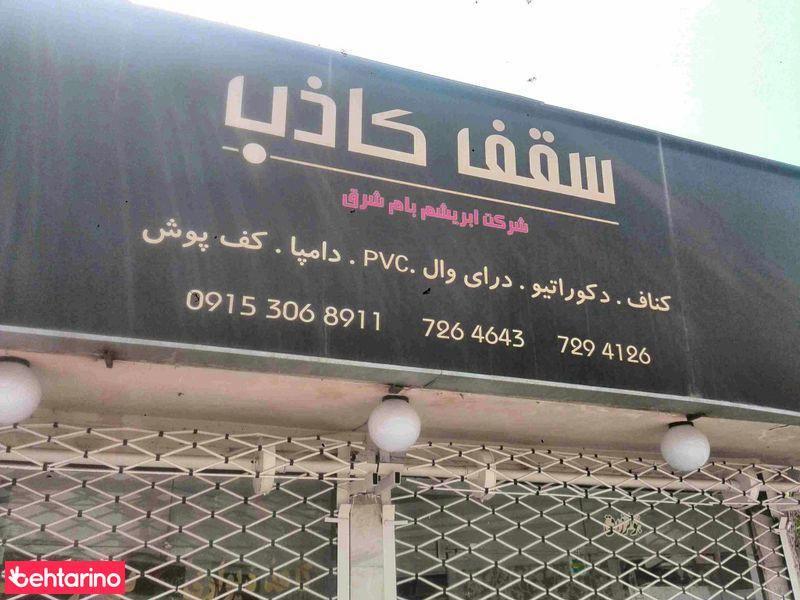 سقف کاذب
شرکت ابریشم بام شرق
کناف . دکوراتیو . درای وال .PVC . دامپا . کف پوش
0915 306 8911 726 4643 729 4126
behtarino